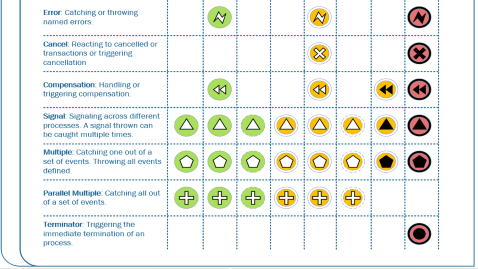 Error: Catching or throwing
named errors.
Cancel: Reacting to cancelled
transactions or triggering
cancellation
Compensation: Handling or
triggering compensation.
Signal: Signaling across different
processes. A signal thrown can
be caught multiple times.
Multiple: Catching one out of a
set of events. Throwing all events
defined
Parallel Multiple: Catching all out
of a set of events.
Terminator: Triggering the
immediate termination of an
process.